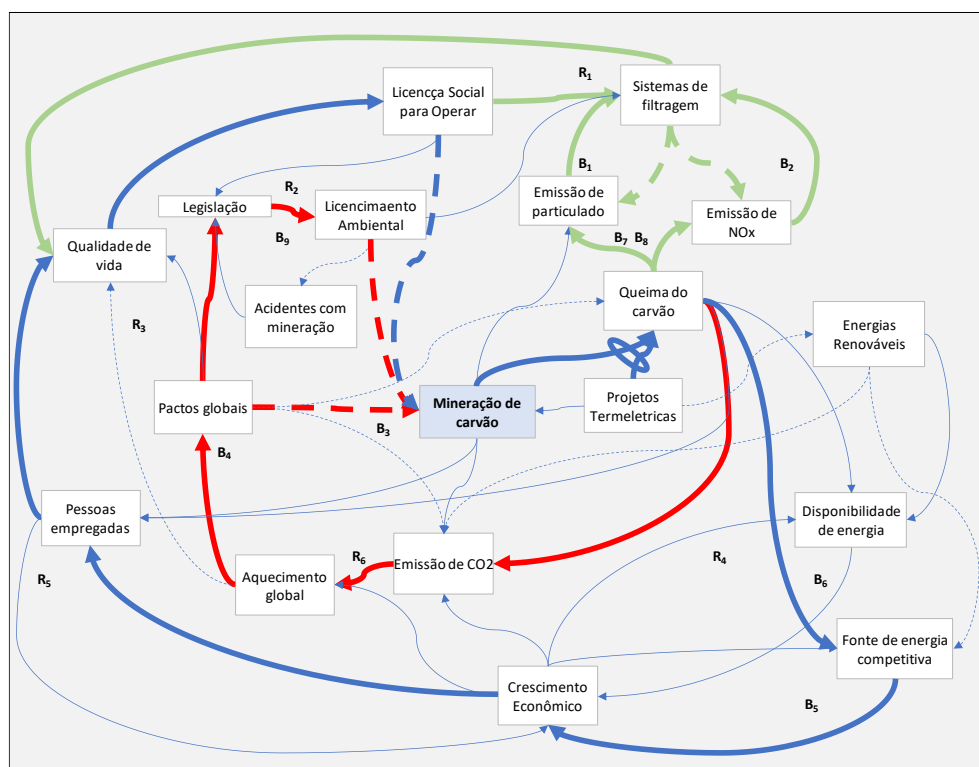 Licencça Social
para Operar
R1
Sistemas de
filtragem
B1
B2
Legislação
R2
Licencimaento
Ambiental
B9
Emissão de
particulado
Emissão de
NOx
Qualidade de
vida
B7
B8
Acidentes com
mineração
Queima do
carvão
Energias
Renováveis
R3
Pactos globais
Mineração de
carvão
Projetos
Termeletricas
B3
B4
Pessoas
empregadas
Disponibilidade
de energia
R5
Aquecimento
global
R6
Emissão de CO2
R4
B6
Fonte de energia
competitiva
Crescimento
Econômico
B5